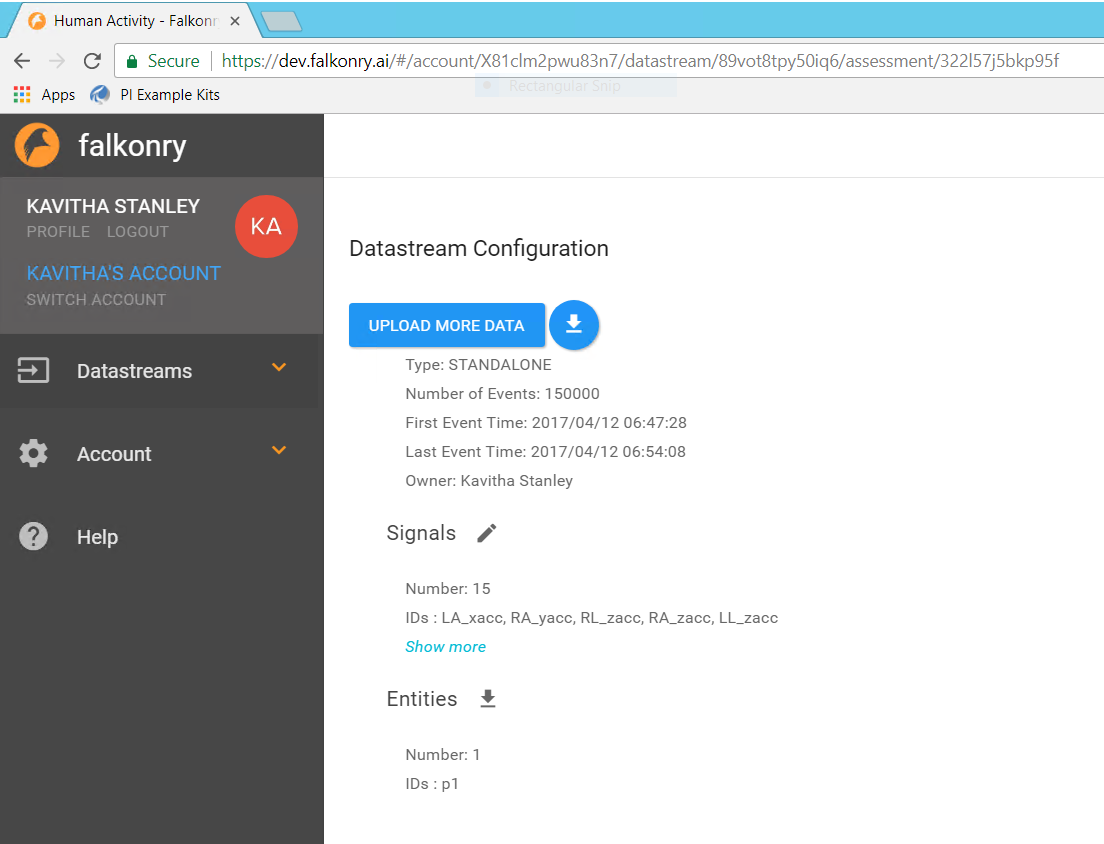 Human Activity - Falkonr
Secure https://dev.falkonry.ai/#/account/X81clm2pwu83n7/datastream/89vot8tpy50iq6/assessment/322l57j5bkp95f
Rectangular Snip
Apps PI Example Kits
falkonry
KAVITHA STANLEY
KA
PROFILE LOGOUT
KAVITHA'S ACCOUNT
SWITCH ACCOUNT
Datastreams
Account
Help
Datastream Configuration
UPLOAD MORE DATA
Type: STANDALONE
Number of Events: 150000
First Event Time: 2017/04/12 06:47:28
Last Event Time: 2017/04/12 06:54:08
Owner: Kavitha Stanley
Signals
Number: 15
IDs : LA_xacc, RA_yacc, RL_zacc, RA_zacc, LL_zacc
Show more
Entities
Number: 1
IDs : p1